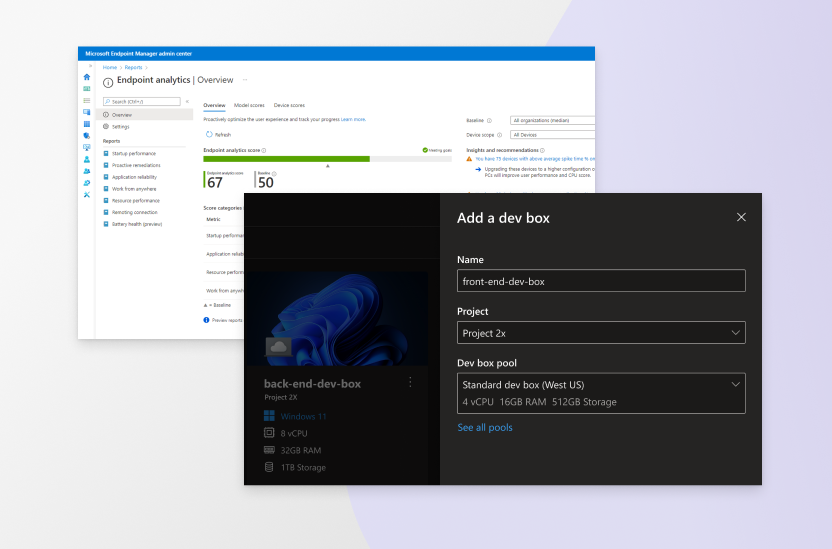 Microsoft Endpoint Manager admin center
Home > Reports >
Endpoint analytics | Overview ...
Search (Ctrl+/)
Overview
Settings
Reports
Startup performance
Proactive remediations
Application reliability
Work from anywhere
Resource performance
Remoting connection
Battery health (preview)
Overview Model scores Device scores
Proactively optimize the user experience and track your progress Learn more.
Refresh
Endpoint analytics score
Meeting goals
Endpoint analytics score
67
Baseline
50
Score categories
Metric
Startup performa
Application reliab
Resource perform
Work from anywh
= Baseline
Preview reports
Baseline
All organizations (median)
Device scope
All Devices
Insights and recommendations
You have 75 devices with above average spike time % on
Upgrading these devices to a higher configuration o
PCs will improve user performance and CPU score.
back-end-dev-box
Project 2X
Windows 11
8 vCPU
32GB RAM
1TB Storage
Add a dev box
Name
front-end-dev-box
Project
Project 2x
Dev box pool
Standard dev box (West US)
4 vCPU 16GB RAM 512GB Storage
See all pools